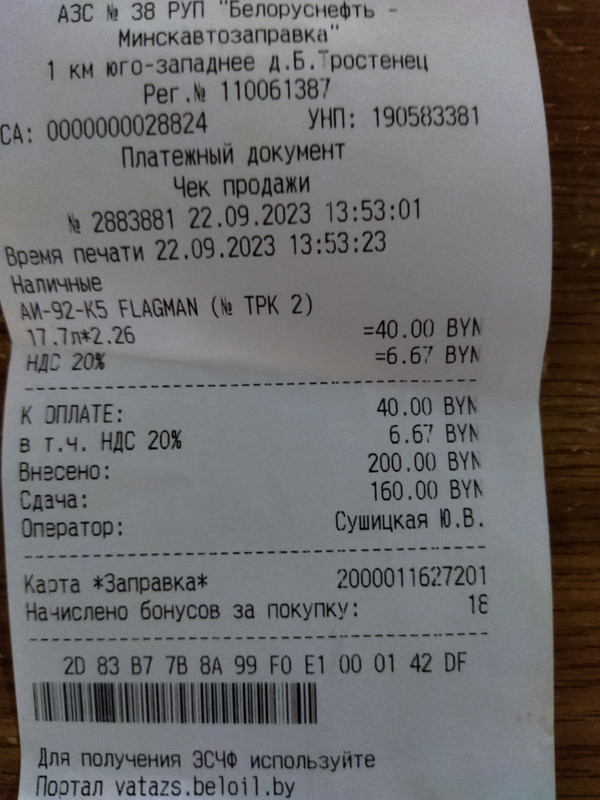 АЗС № 38 РУП "Белоруснефть -
Минскавтозаправка"
1 км юго-западнее д.Б.Тростенец
Рег.№ 110061387
СА: 0000000028824 УНП: 190583381
Платежный документ
Чек продажи
№ 2883881 22.09.2023 13:53:01
Время печати 22.09.2023 13:53:23
Наличные
АИ-92-К5 FLAGMAN (№ ТРК 2)
17.7л*2.26 =40.00 BYN
НДС 20% =6.67 BYN
К ОПЛАТЕ: 40.00 BYN
в т.ч. НДС 20% 6.67 BYN
Внесено: 200.00 BYN
Сдача: 160.00 BYN
Оператор: Сушицкая Ю.В.
Карта *Заправка* 2000011627201
Начислено бонусов за покупку: 18
2D 83 B7 7B 8A 99 F0 E1 00 01 42 DF
Для получения ЭСЧФ используйте
Портал vatazs.beloil.by